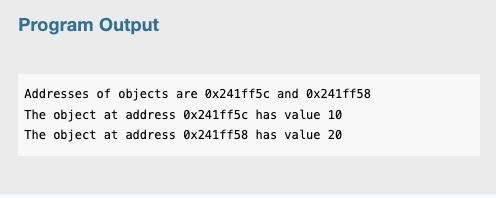 Program Output
Addresses of objects are 0x241ff5c and 0x241ff58
The object at address 0x241ff5c has value 10
The object at address 0x241ff58 has value 20